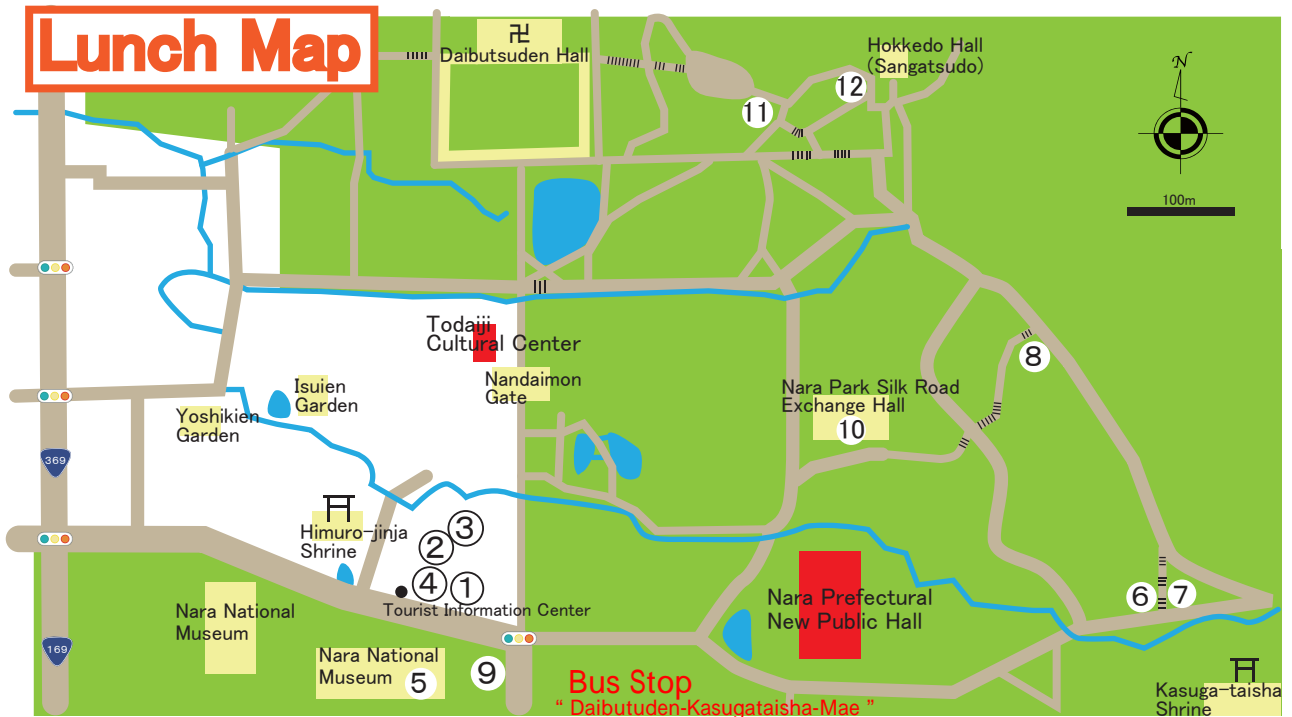 Lunch Map
卍
Daibutsuden Hall
Hokkedo Hall
(Sangatsudo)
N
12
11
100m
Todaiji
Cultural Center
8
Nandaimon
Gate
Isuien
Garden
Yoshikien
Garden
Nara Park Silk Road
Exchange Hall
10
369
Himuro-jinja
Shrine
3
2
4
1
Tourist Information Center
6
7
Nara National
Museum
Nara Prefectural
New Public Hall
169
Nara National
Museum
5
9
Bus Stop
“ Daibutuden-Kasugataisha-Mae ”
Kasuga-taisha
Shrine